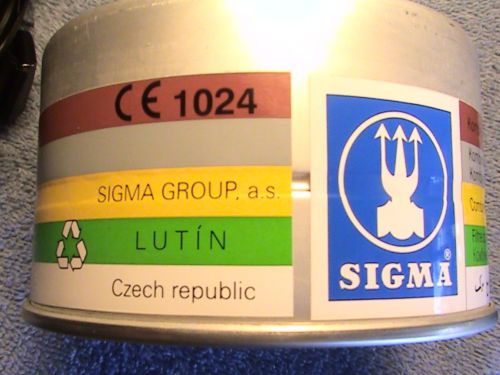 CE 1024
SIGMA GROUP, a.s.
LUTÍN
Czech republic
SIGMA®